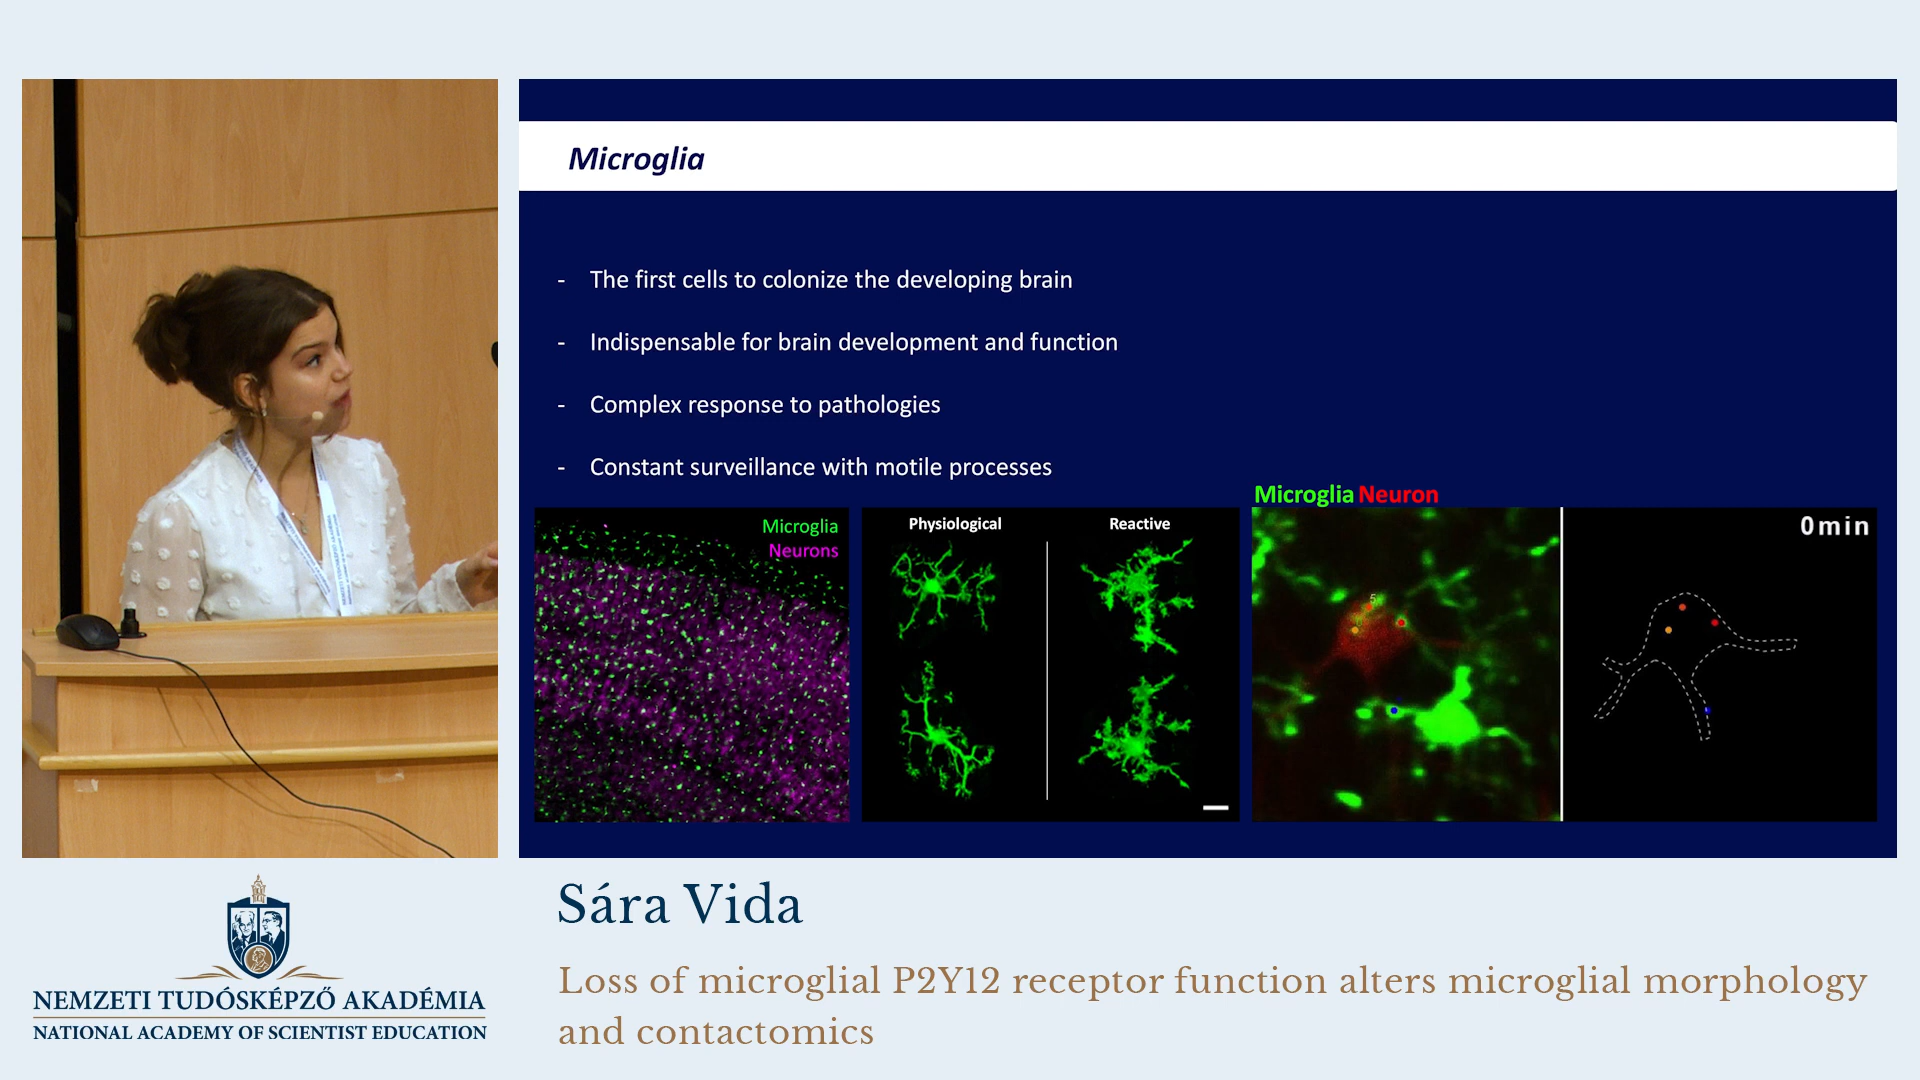 Microglia
- The first cells to colonize the developing brain
- Indispensable for brain development and function
- Complex response to pathologies
- Constant surveillance with motile processes
Microglia
Neurons
Physiological
Reactive
Microglia Neuron
5
0min
NEMZETI TUDÓSKÉPZŐ AKADÉMIA
NATIONAL ACADEMY OF SCIENTIST EDUCATION
Sára Vida
Loss of microglial P2Y12 receptor function alters microglial morphology
and contactomics